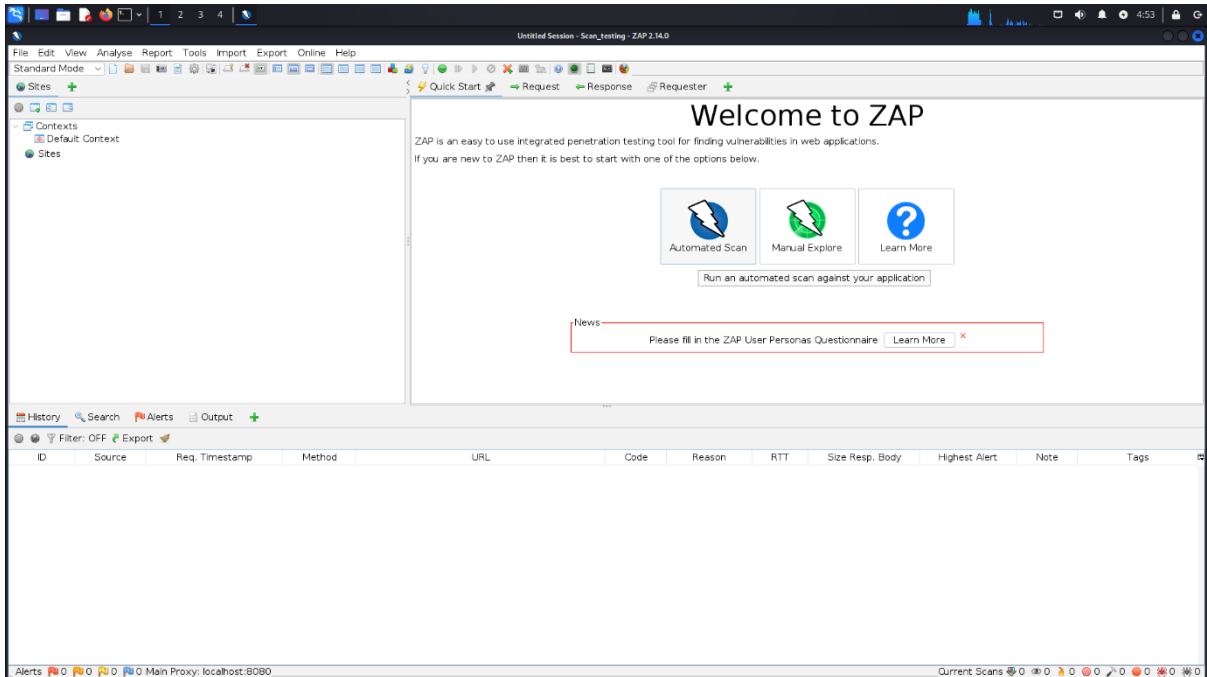 1 2 3 4
4:53
Untitled Session - Scan_testing - ZAP 2.14.0
File Edit View Analyse Report Tools Import Export Online Help
Standard Mode
Sites
Quick Start Request Response Requester
Contexts
Default Context
Sites
Welcome to ZAP
ZAP is an easy to use integrated penetration testing tool for finding vulnerabilities in web applications.
If you are new to ZAP then it is best to start with one of the options below.
Automated Scan Manual Explore Learn More
Run an automated scan against your application
News
Please fill in the ZAP User Personas Questionnaire Learn More
History Search Alerts Output
Filter: OFF Export
ID Source Req. Timestamp Method URL Code Reason RTT Size Resp. Body Highest Alert Note Tags
Alerts 0 0 0 0 Main Proxy: localhost:8080 Current Scans 0 0 0 0 0 0 0 0